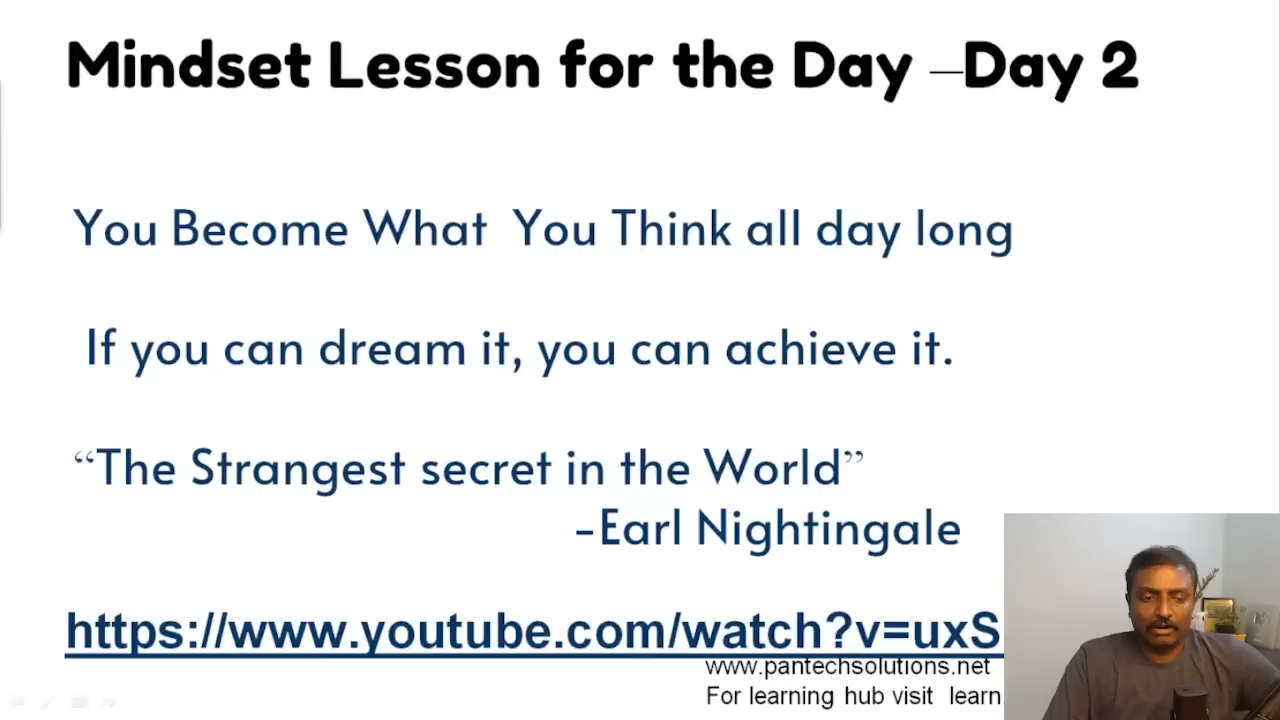 Mindset Lesson for the Day –Day 2
You Become What You Think all day long
If you can dream it, you can achieve it.
“The Strangest secret in the World”
-Earl Nightingale
https://www.youtube.com/watch?v=uxS
www.pantechsolutions.net
For learning hub visit learn